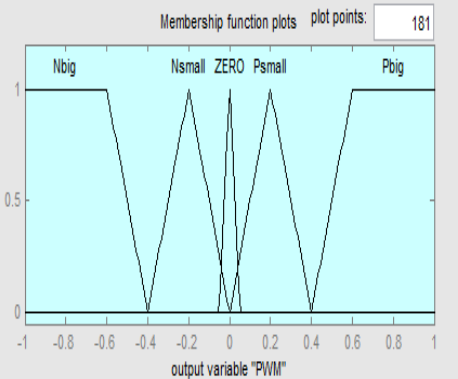 Membership function plots plot points: 181
Nbig Nsmall ZERO Psmall Pbig
1
0.5
0
-1 -0.8 -0.6 -0.4 -0.2 0 0.2 0.4 0.6 0.8 1
output variable "PWM"